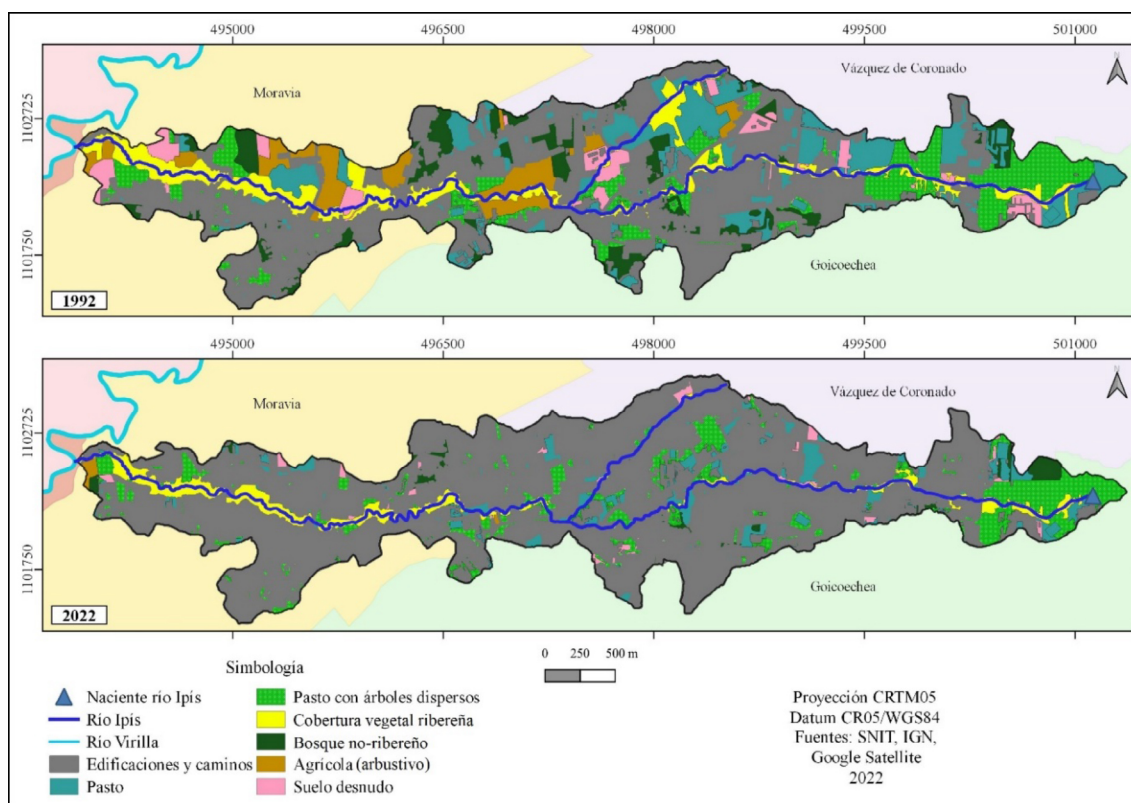 495000 496500 498000 499500 501000
Moravia
Vázquez de Coronado
N
1102725
1101750
Goicoechea
1992
495000 496500 498000 499500 501000
Moravia
Vázquez de Coronado
N
1102725
1101750
Goicoechea
2022
0 250 500 m
Simbología
Naciente río Ipís
Río Ipís
Río Virilla
Edificaciones y caminos
Pasto
Pasto con árboles dispersos
Cobertura vegetal ribereña
Bosque no-ribereño
Agrícola (arbustivo)
Suelo desnudo
Proyección CRTM05
Datum CR05/WGS84
Fuentes: SNIT, IGN,
Google Satellite
2022